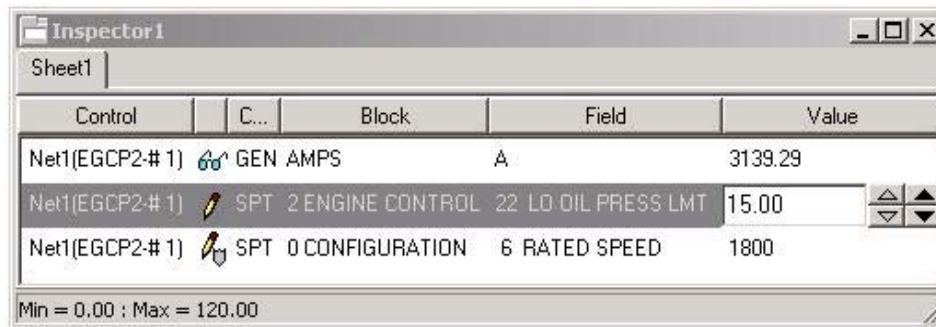 Inspector1
Sheet1
Control C... Block Field Value
Net1(EGCP2-# 1) GEN AMPS A 3139.29
Net1(EGCP2-# 1) SPT 2 ENGINE CONTROL 22 LO OIL PRESS LMT 15.00
Net1(EGCP2-# 1) SPT 0 CONFIGURATION 6 RATED SPEED 1800
Min = 0.00 : Max = 120.00